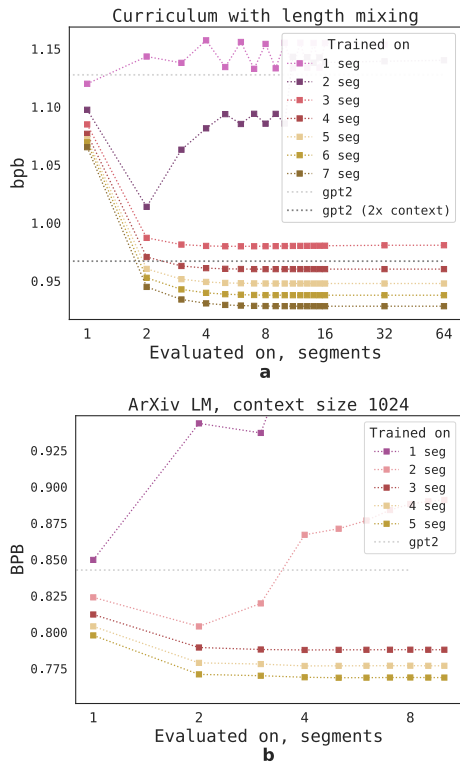 Curriculum with length mixing
1.15
1.10
1.05
1.00
0.95
bpb
Trained on
1 seg
2 seg
3 seg
4 seg
5 seg
6 seg
7 seg
gpt2
gpt2 (2x context)
1 2 4 8 16 32 64
Evaluated on, segments
a
ArXiv LM, context size 1024
0.925
0.900
0.875
0.850
0.825
0.800
0.775
BPB
Trained on
1 seg
2 seg
3 seg
4 seg
5 seg
gpt2
1 2 4 8
Evaluated on, segments
b